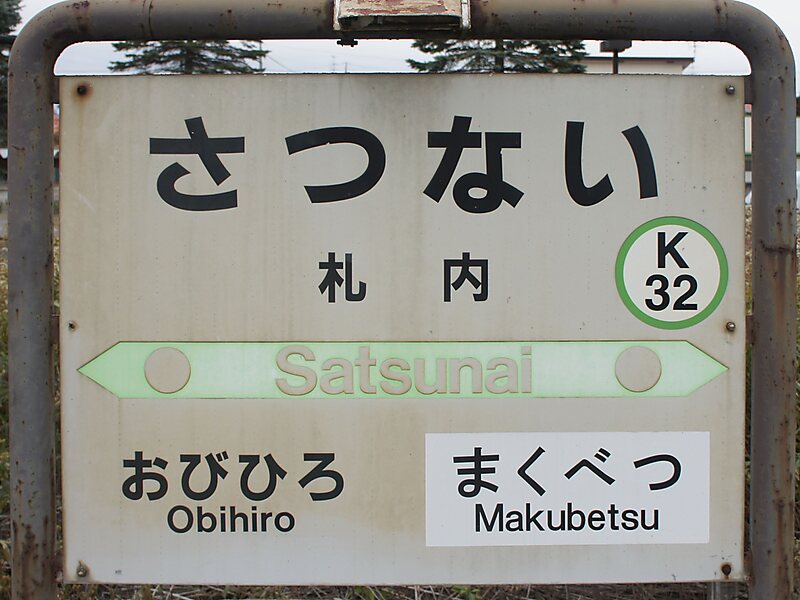 さつない
札内
K
32
Satsunai
おびひろ
Obihiro
まくべつ
Makubetsu